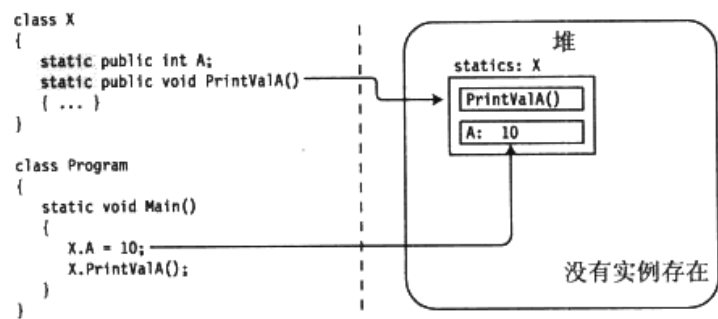 class X
{
static public int A;
static public void PrintValA()
{ ... }
}
class Program
{
static void Main()
{
X.A = 10;
X.PrintValA();
}
}
堆
statics: X
PrintValA()
A: 10
没有实例存在